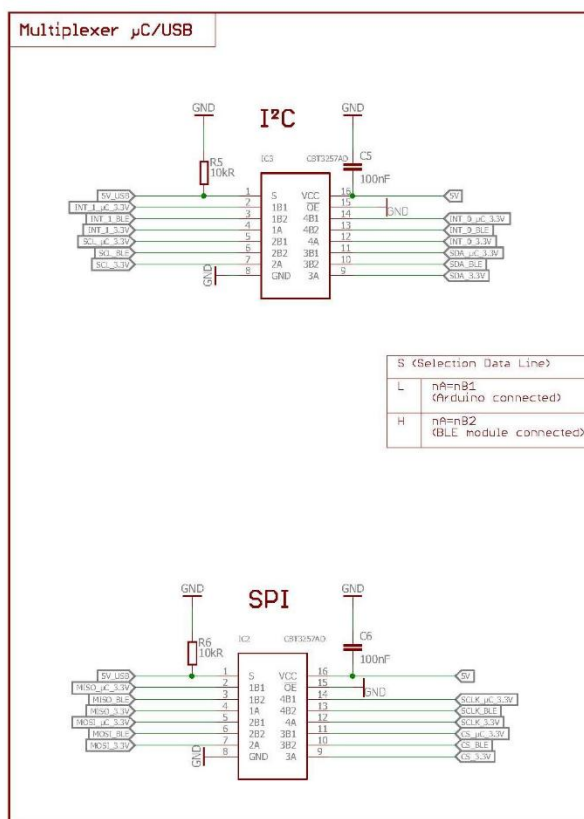 Multiplexer µC/USB
GND
I²C
GND
R5
10kR
IC3
CBT3257AD
C5
100nF
5V_USB 1 S VCC 16 5V
INT_1_µC_3.3V 2 1B1 OE 15 GND
INT_1_BLE 3 1B2 4B1 14 INT_0_µC_3.3V
INT_1_3.3V 4 1A 4B2 13 INT_0_BLE
SCL_µC_3.3V 5 2B1 4A 12 INT_0_3.3V
SCL_BLE 6 2B2 3B1 11 SDA_µC_3.3V
SCL_3.3V 7 2A 3B2 10 SDA_BLE
GND 8 GND 3A 9 SDA_3.3V
S (Selection Data Line)
L nA=nB1
(Arduino connected)
H nA=nB2
(BLE module connected)
GND
SPI
GND
R6
10kR
IC2
CBT3257AD
C6
100nF
5V_USB 1 S VCC 16 5V
MISO_µC_3.3V 2 1B1 OE 15 GND
MISO_BLE 3 1B2 4B1 14 SCLK_µC_3.3V
MISO_3.3V 4 1A 4B2 13 SCLK_BLE
MOSI_µC_3.3V 5 2B1 4A 12 SCLK_3.3V
MOSI_BLE 6 2B2 3B1 11 CS_µC_3.3V
MOSI_3.3V 7 2A 3B2 10 CS_BLE
GND 8 GND 3A 9 CS_3.3V